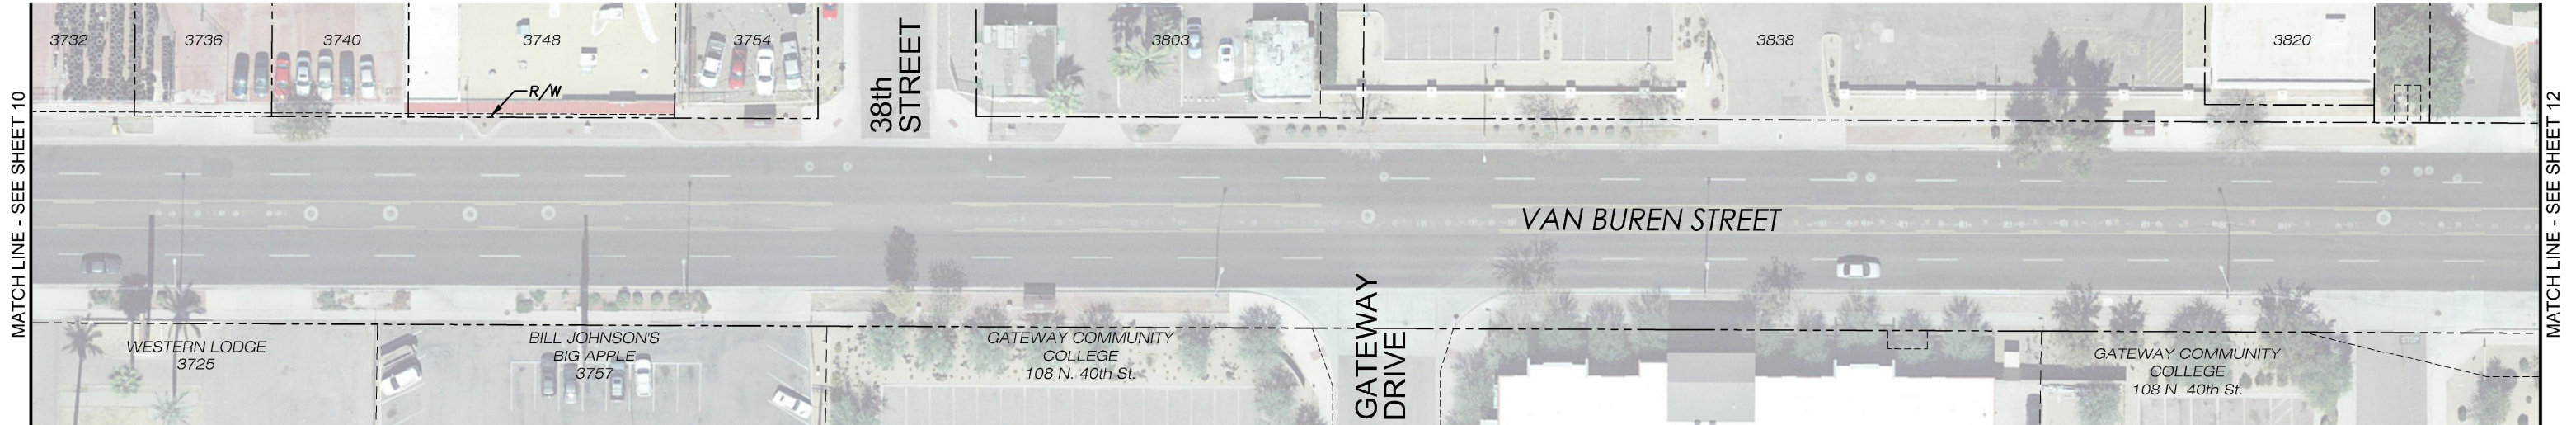 MATCH LINE - SEE SHEET 10
3732
3736
3740
3748
3754
R/W
38th
STREET
3803
3838
3820
VAN BUREN STREET
WESTERN LODGE
3725
BILL JOHNSON'S
BIG APPLE
3757
GATEWAY COMMUNITY
COLLEGE
108 N. 40th St.
GATEWAY
DRIVE
GATEWAY COMMUNITY
COLLEGE
108 N. 40th St.
MATCH LINE - SEE SHEET 12